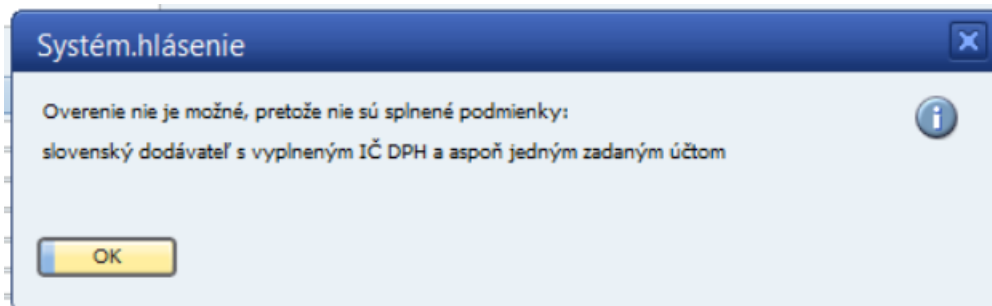 Systém.hlásenie
Overenie nie je možné, pretože nie sú splnené podmienky:
slovenský dodávateľ s vyplneným IČ DPH a aspoň jedným zadaným účtom
OK